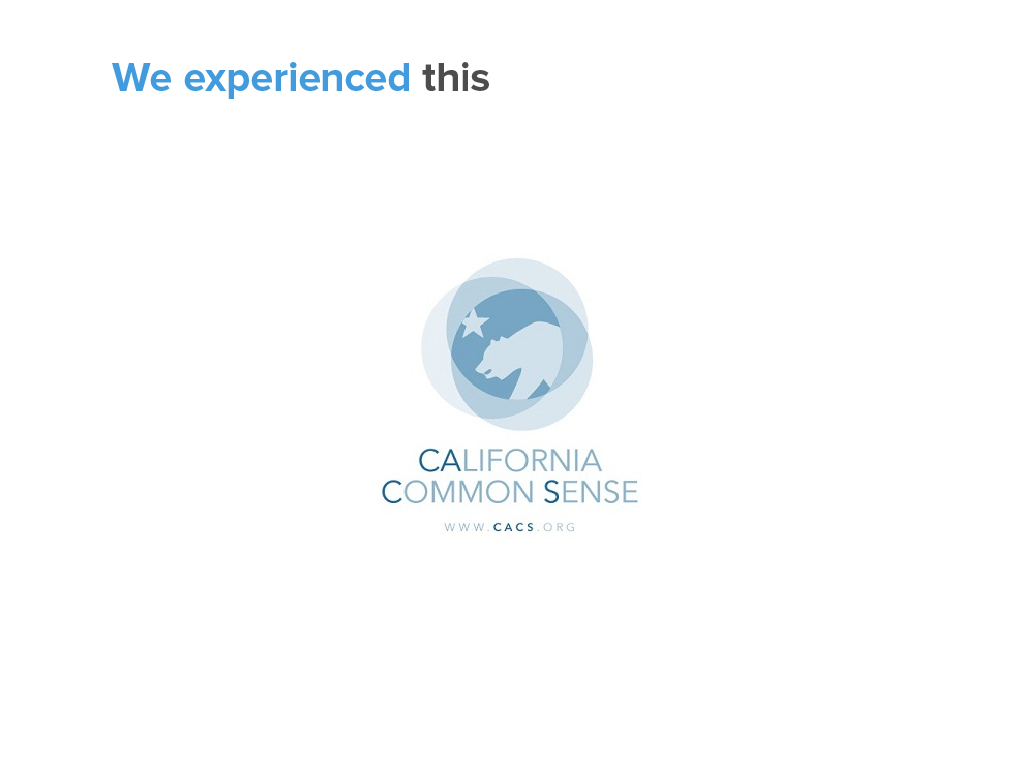 We experienced this
CALIFORNIA
COMMON SENSE
WWW.CACS.ORG